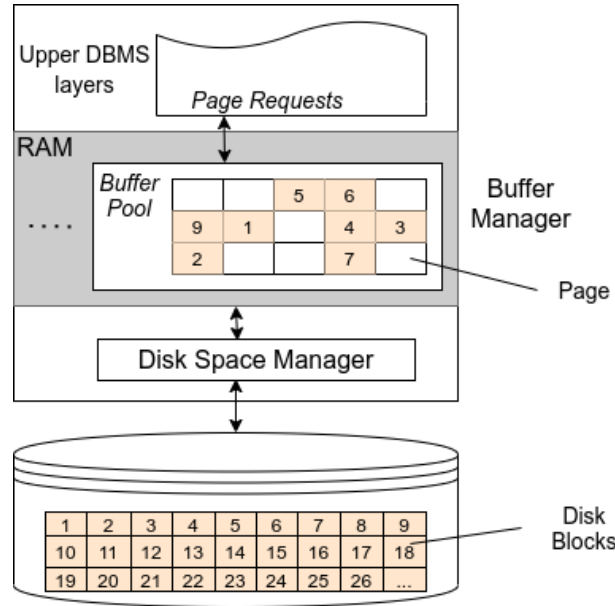 Upper DBMS
layers
Page Requests
RAM
Buffer
Pool
5 6
9 1 4 3
2 7
....
Buffer
Manager
Page
Disk Space Manager
1 2 3 4 5 6 7 8 9
10 11 12 13 14 15 16 17 18
19 20 21 22 23 24 25 26 ...
Disk
Blocks